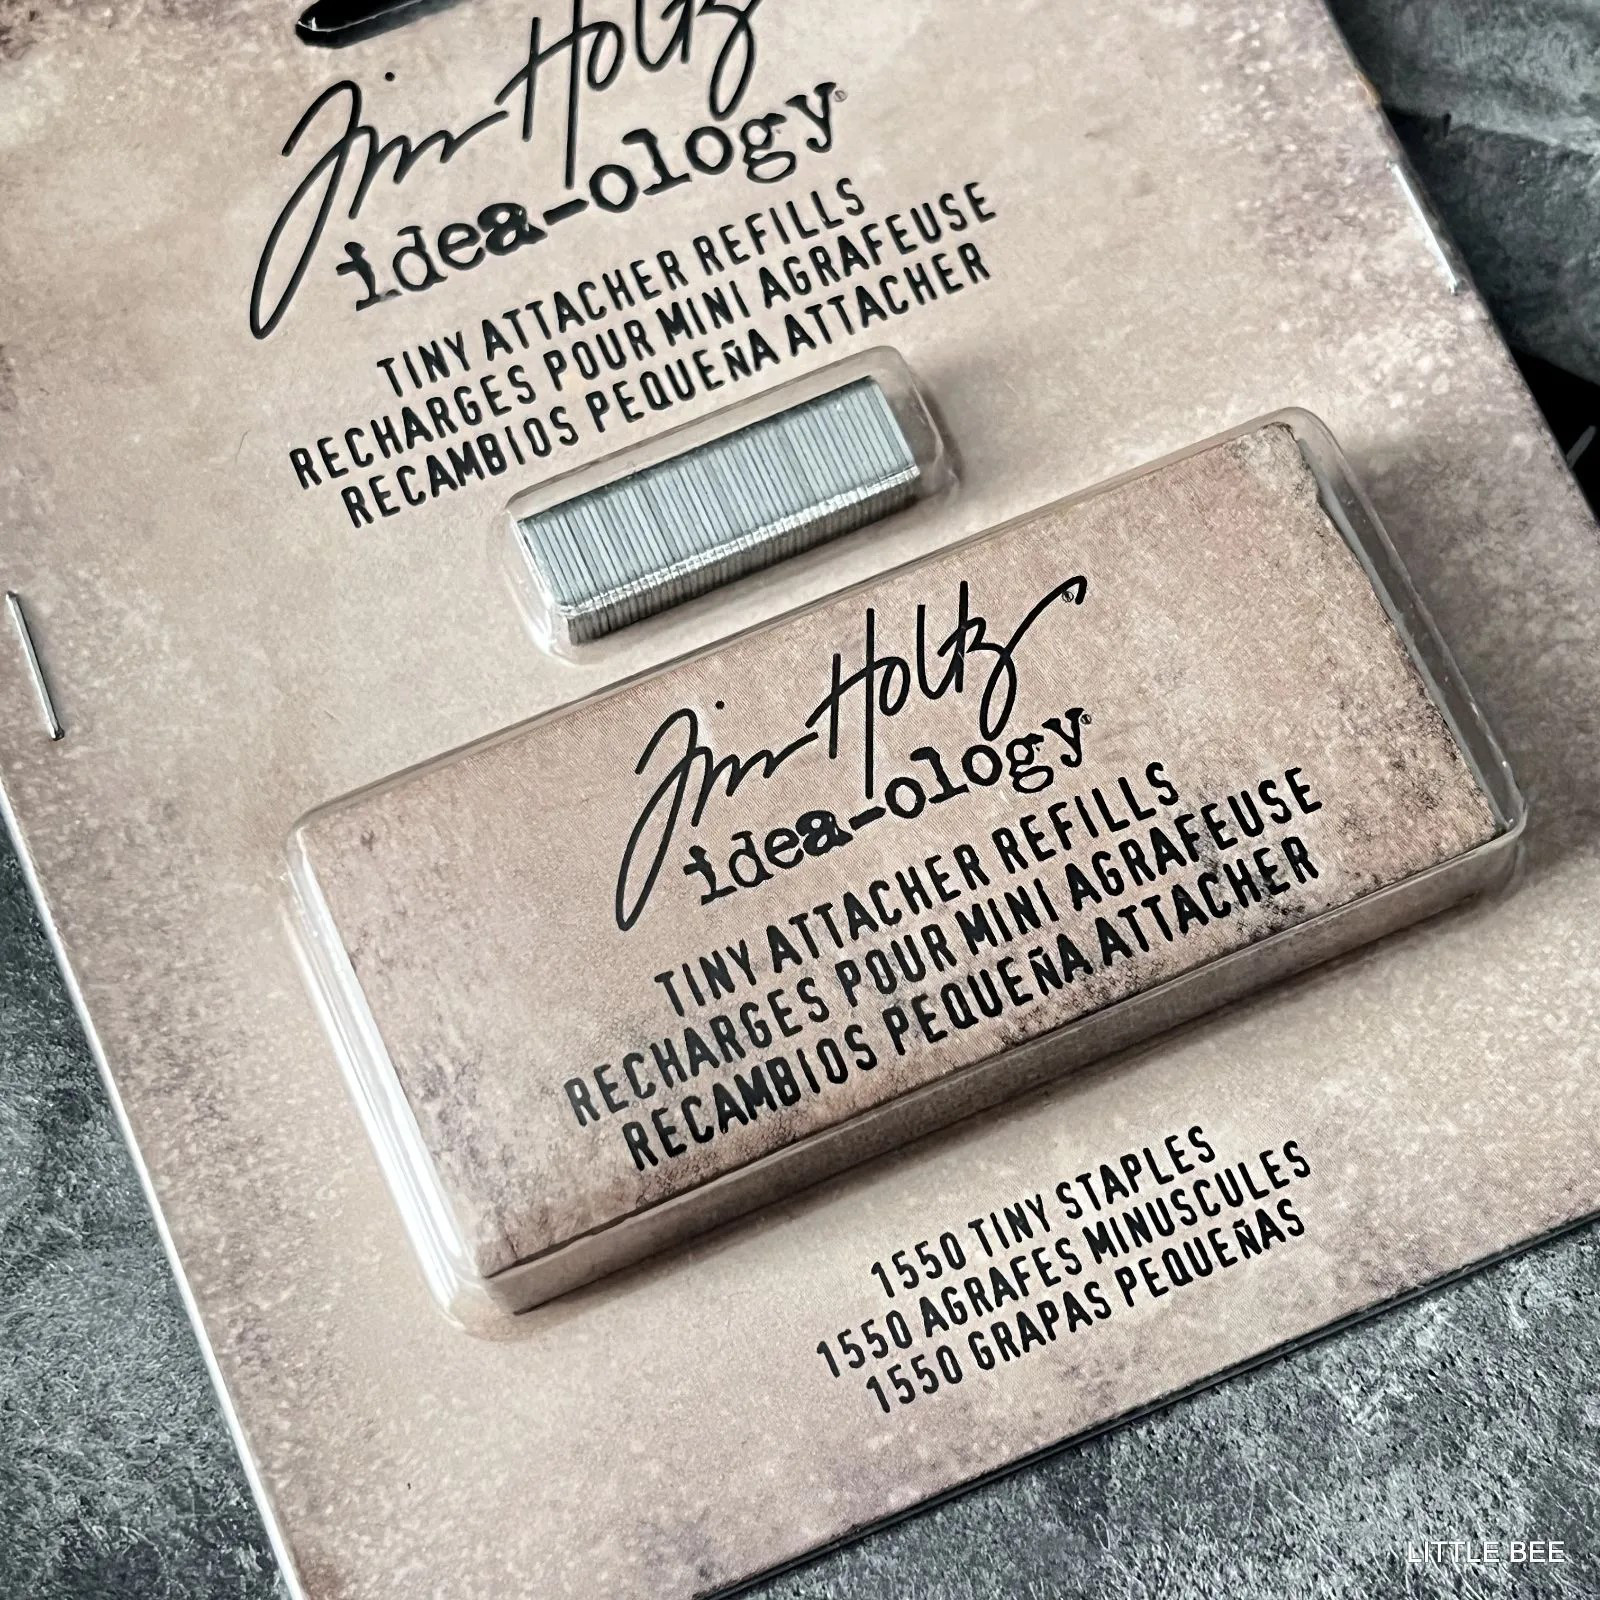 Tim Holtz
idea-ology®
TINY ATTACHER REFILLS
RECHARGES POUR MINI AGRAFEUSE
RECAMBIOS PEQUEÑA ATTACHER
Tim Holtz®
idea-ology®
TINY ATTACHER REFILLS
RECHARGES POUR MINI AGRAFEUSE
RECAMBIOS PEQUEÑA ATTACHER
1550 TINY STAPLES
1550 AGRAFES MINUSCULES
1550 GRAPAS PEQUEÑAS
LITTLE BEE